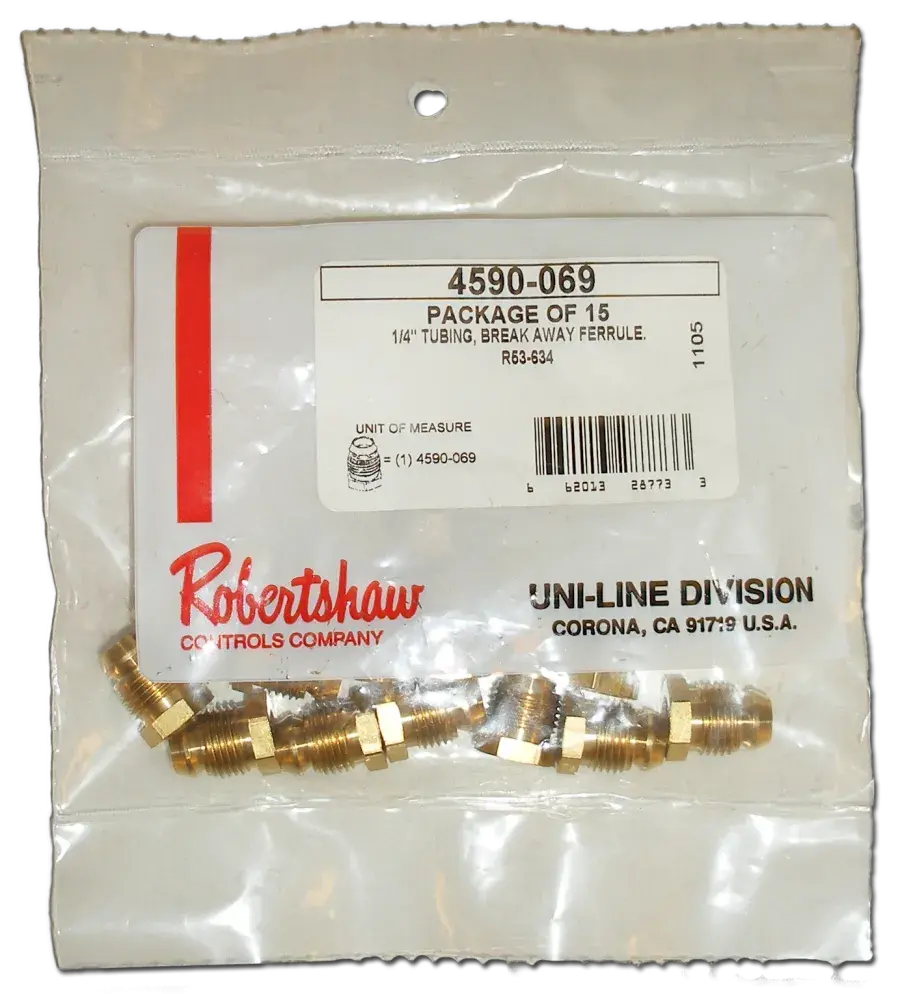 4590-069
PACKAGE OF 15
1/4" TUBING, BREAK AWAY FERRULE.
R53-634
1105
UNIT OF MEASURE
= (1) 4590-069
6 62013 28773 3
Robertshaw
CONTROLS COMPANY
UNI-LINE DIVISION
CORONA, CA 91719 U.S.A.